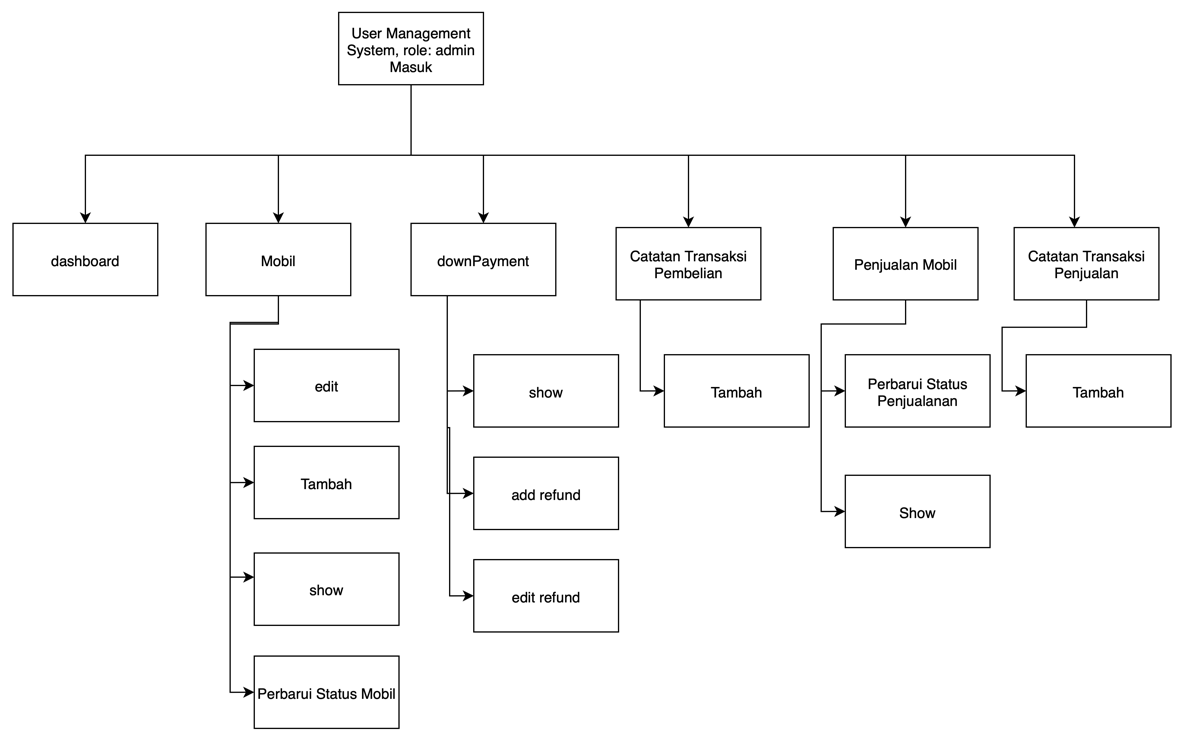 User Management
System, role: admin
Masuk
dashboard
Mobil
downPayment
Catatan Transaksi
Pembelian
Penjualan Mobil
Catatan Transaksi
Penjualan
edit
show
Tambah
Perbarui Status
Penjualanan
Tambah
Tambah
add refund
Show
show
edit refund
Perbarui Status Mobil